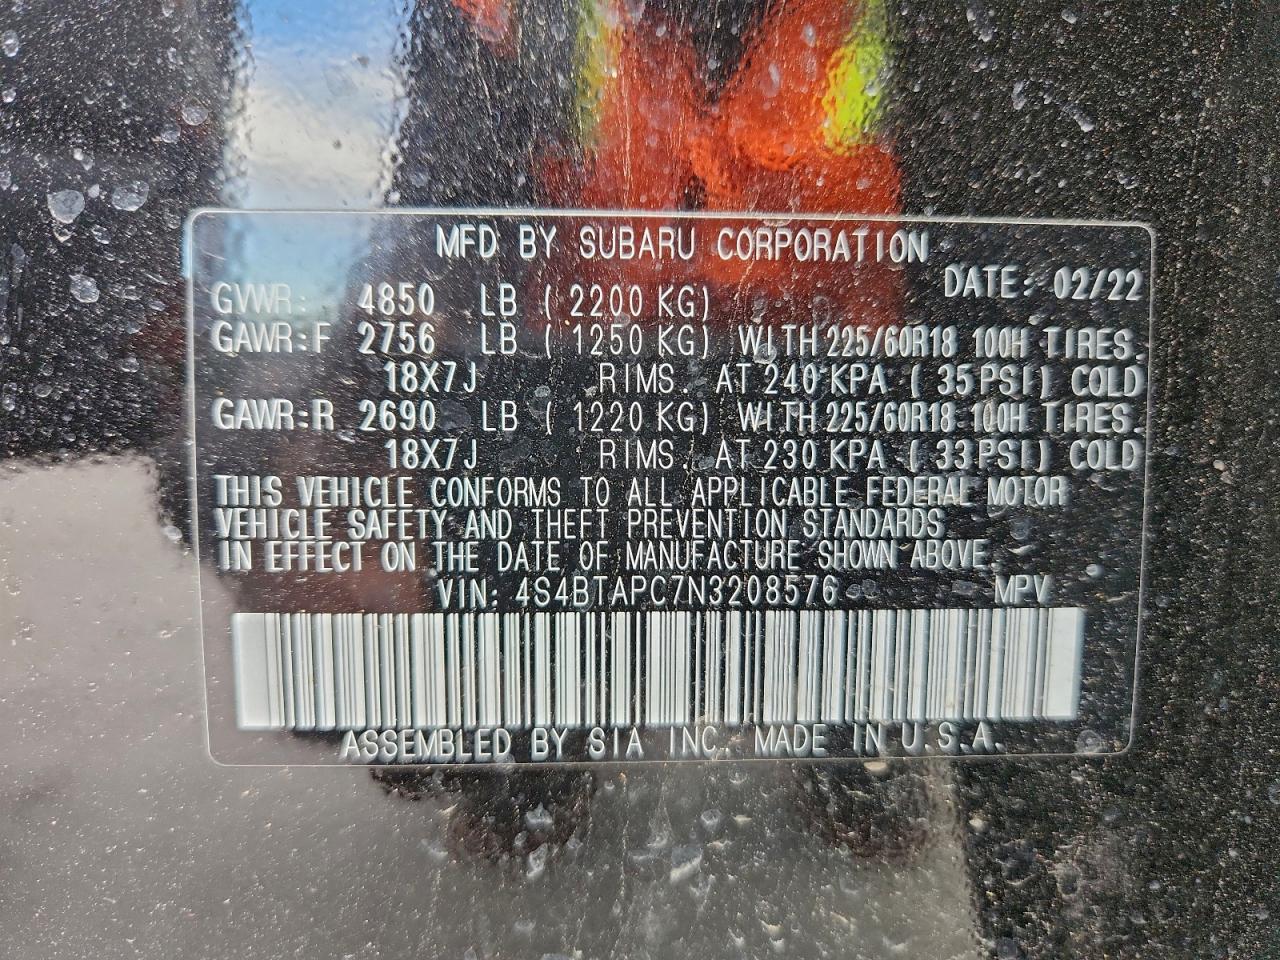 MFD BY SUBARU CORPORATION
DATE: 02/22
GVWR: 4850 LB ( 2200 KG)
GAWR:F 2756 LB ( 1250 KG) WITH 225/60R18 100H TIRES.
18X7J RIMS. AT 240 KPA ( 35 PSI) COLD
GAWR:R 2690 LB ( 1220 KG) WITH 225/60R18 100H TIRES.
18X7J RIMS. AT 230 KPA ( 33 PSI) COLD
THIS VEHICLE CONFORMS TO ALL APPLICABLE FEDERAL MOTOR
VEHICLE SAFETY AND THEFT PREVENTION STANDARDS
IN EFFECT ON THE DATE OF MANUFACTURE SHOWN ABOVE.
VIN: 4S4BTAPC7N3208576 MPV
ASSEMBLED BY SIA INC. MADE IN U.S.A.